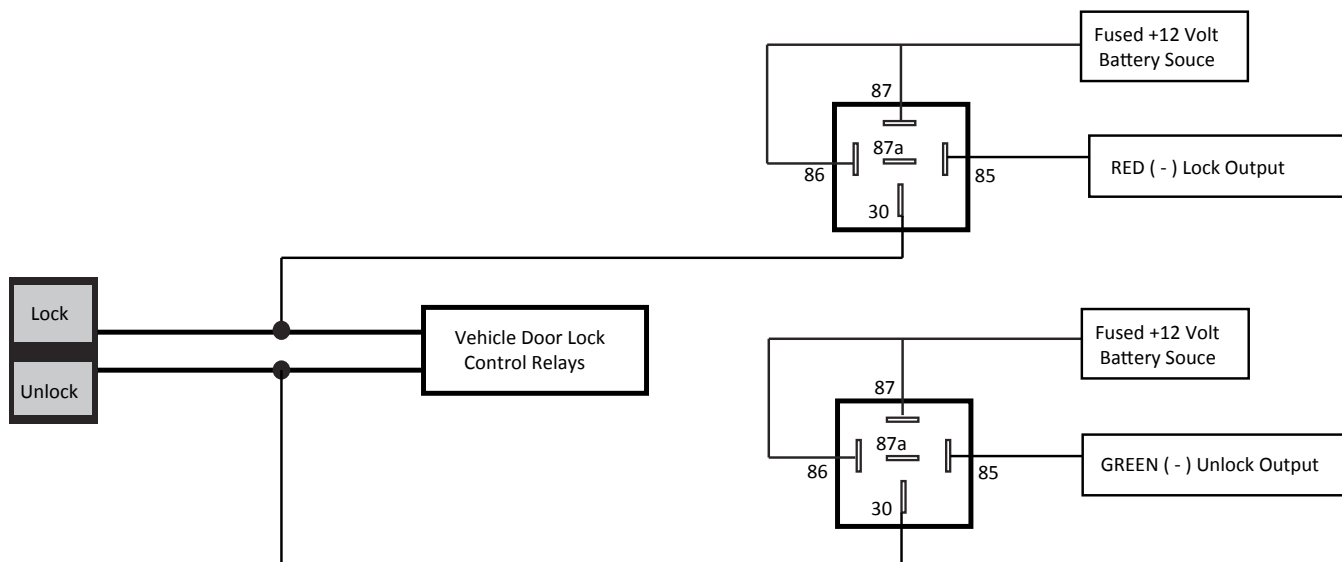 Fused +12 Volt
Battery Souce
87
87a
86
85
RED ( - ) Lock Output
30
Lock
Unlock
Vehicle Door Lock
Control Relays
Fused +12 Volt
Battery Souce
87
87a
86
85
GREEN ( - ) Unlock Output
30